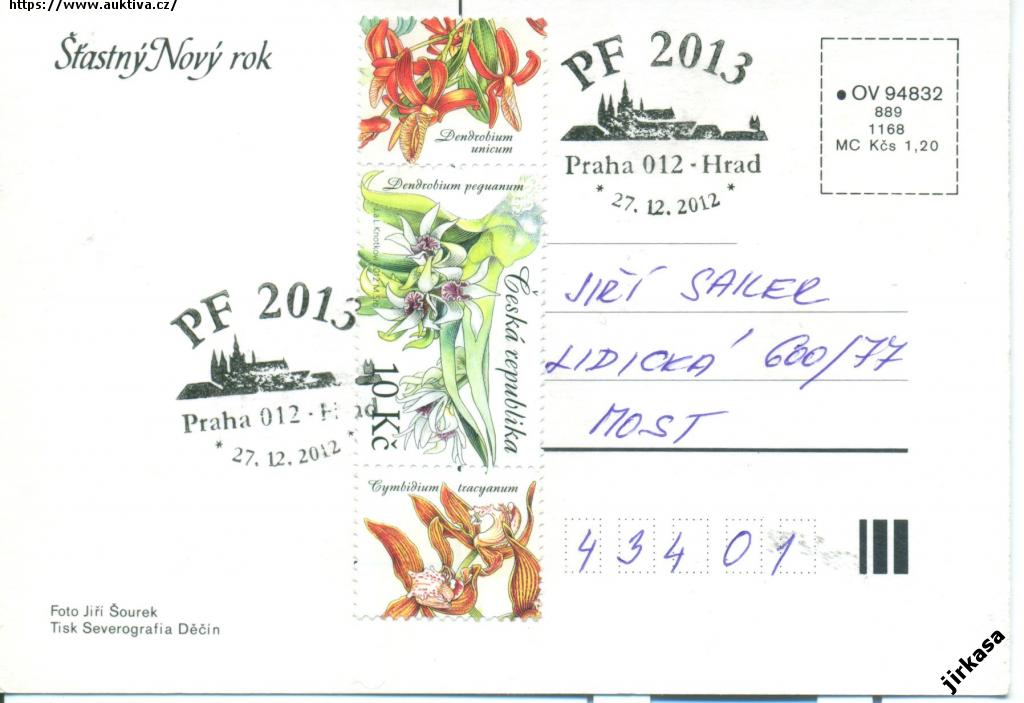 https://www.auktiva.cz/
Šťastný Nový rok
Dendrobium
unicum
Dendrobium peguanum
Česká republika
10 Kč
Cymbidium tracyanum
PF 2013
Praha 012 - Hrad
* 27.12.2012 *
PF 2013
Praha 012 - Hrad
* 27.12.2012 *
• OV 94832
889
1168
MC Kčs 1,20
JIŘÍ SAILER
LIDICKÁ 600/77
MOST
43401
Foto Jiří Šourek
Tisk Severografia Děčín
jirkasa